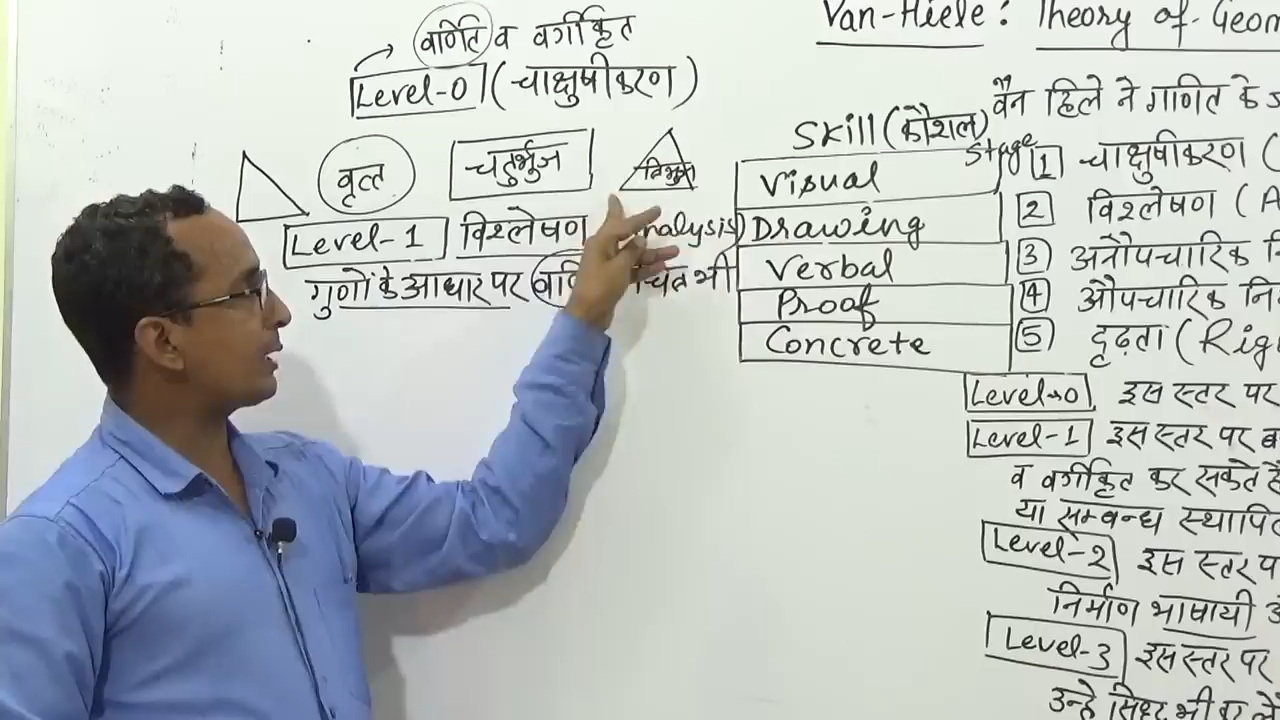 वर्णित व वर्गीकृत
Level-0 (चाक्षुषीकरण)
वृत्त चतुर्भुज त्रिभुज
Level-1 विश्लेषण nalysis)
गुणों के आधार पर भी
Van-Hiele: Theory of Geom
वैन हिले ने गणित के
Skill (कौशल)
Visual
Drawing
Verbal
Proof
Concrete
Stage 1 चाक्षुषीकरण (
2 विश्लेषण (A
3 अनौपचारिक नि
4 औपचारिक नि
5 दृढ़ता (Rig
Level-0 इस स्तर पर
Level-1 इस स्तर पर ब
व वर्गीकृत कर सकते हैं
या सम्बन्ध स्थापित
Level-2 इस स्तर प
निर्माण भाषायी
Level-3 इस स्तर पर
उन्हे सिद्ध भी कर ले